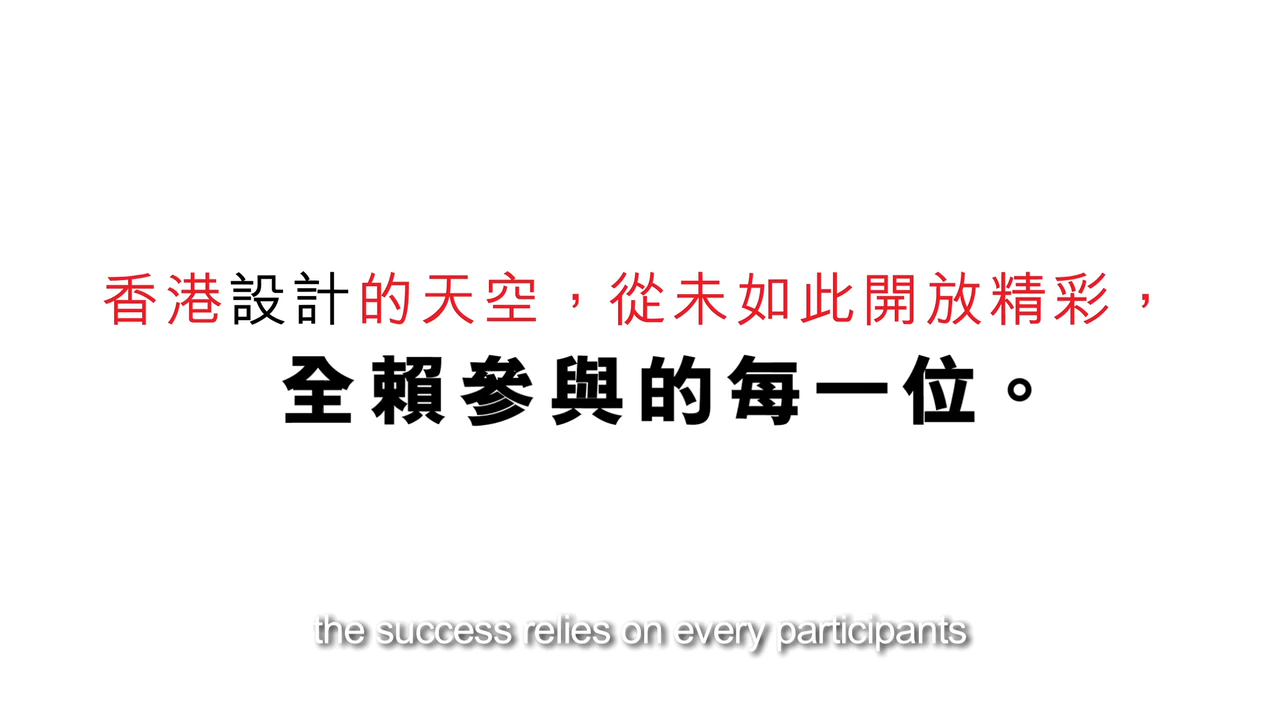 香港設計的天空，從未如此開放精彩，
全賴參與的每一位。
the success relies on every participants